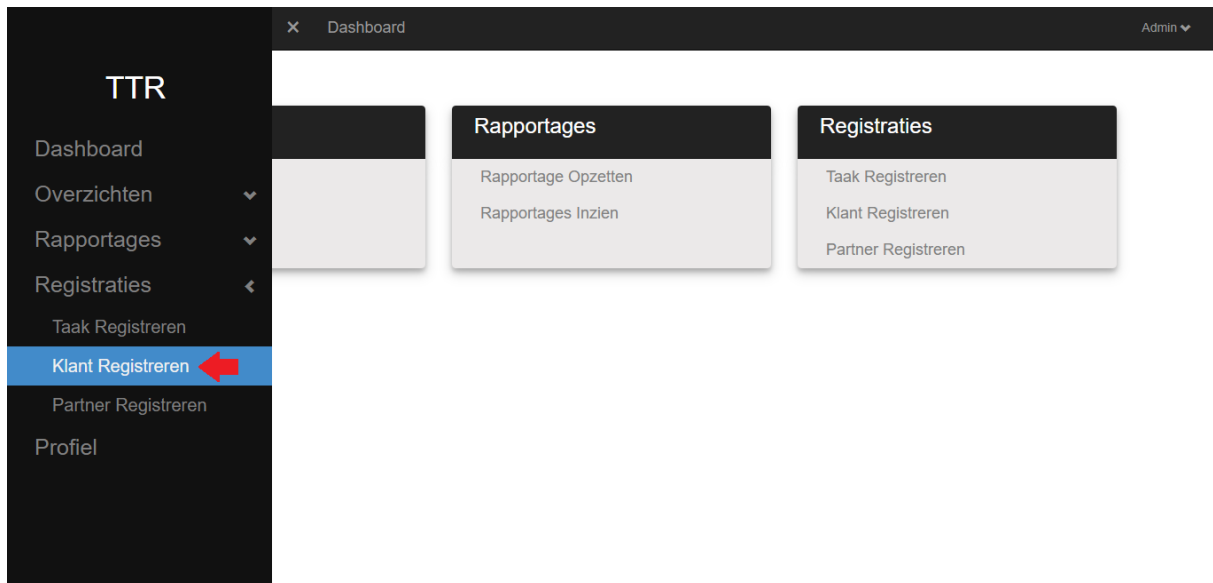 TTR
Dashboard
Overzichten
Rapportages
Registraties
Taak Registreren
Klant Registreren
Partner Registreren
Profiel
× Dashboard
Admin
Rapportages
Rapportage Opzetten
Rapportages Inzien
Registraties
Taak Registreren
Klant Registreren
Partner Registreren